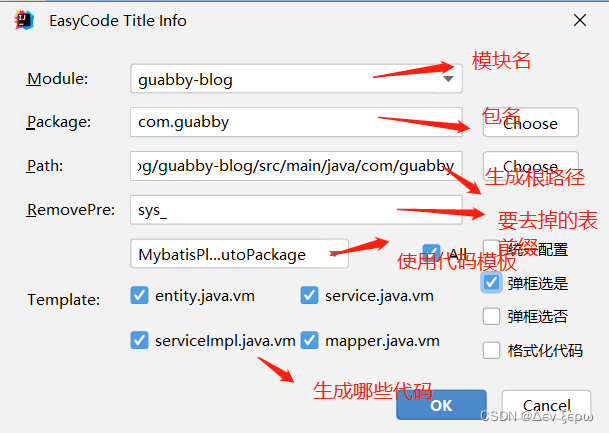 EasyCode Title Info
模块名
Module: guabby-blog
包名
Package: com.guabby Choose
Path: og/guabby-blog/src/main/java/com/guabby Choose
生成根路径
RemovePre: sys_
要去掉的表
前缀
MybatisPl...utoPackage All 统一配置
使用代码模板
弹框选是
Template: entity.java.vm service.java.vm
弹框选否
serviceImpl.java.vm mapper.java.vm 格式化代码
生成哪些代码
OK Cancel